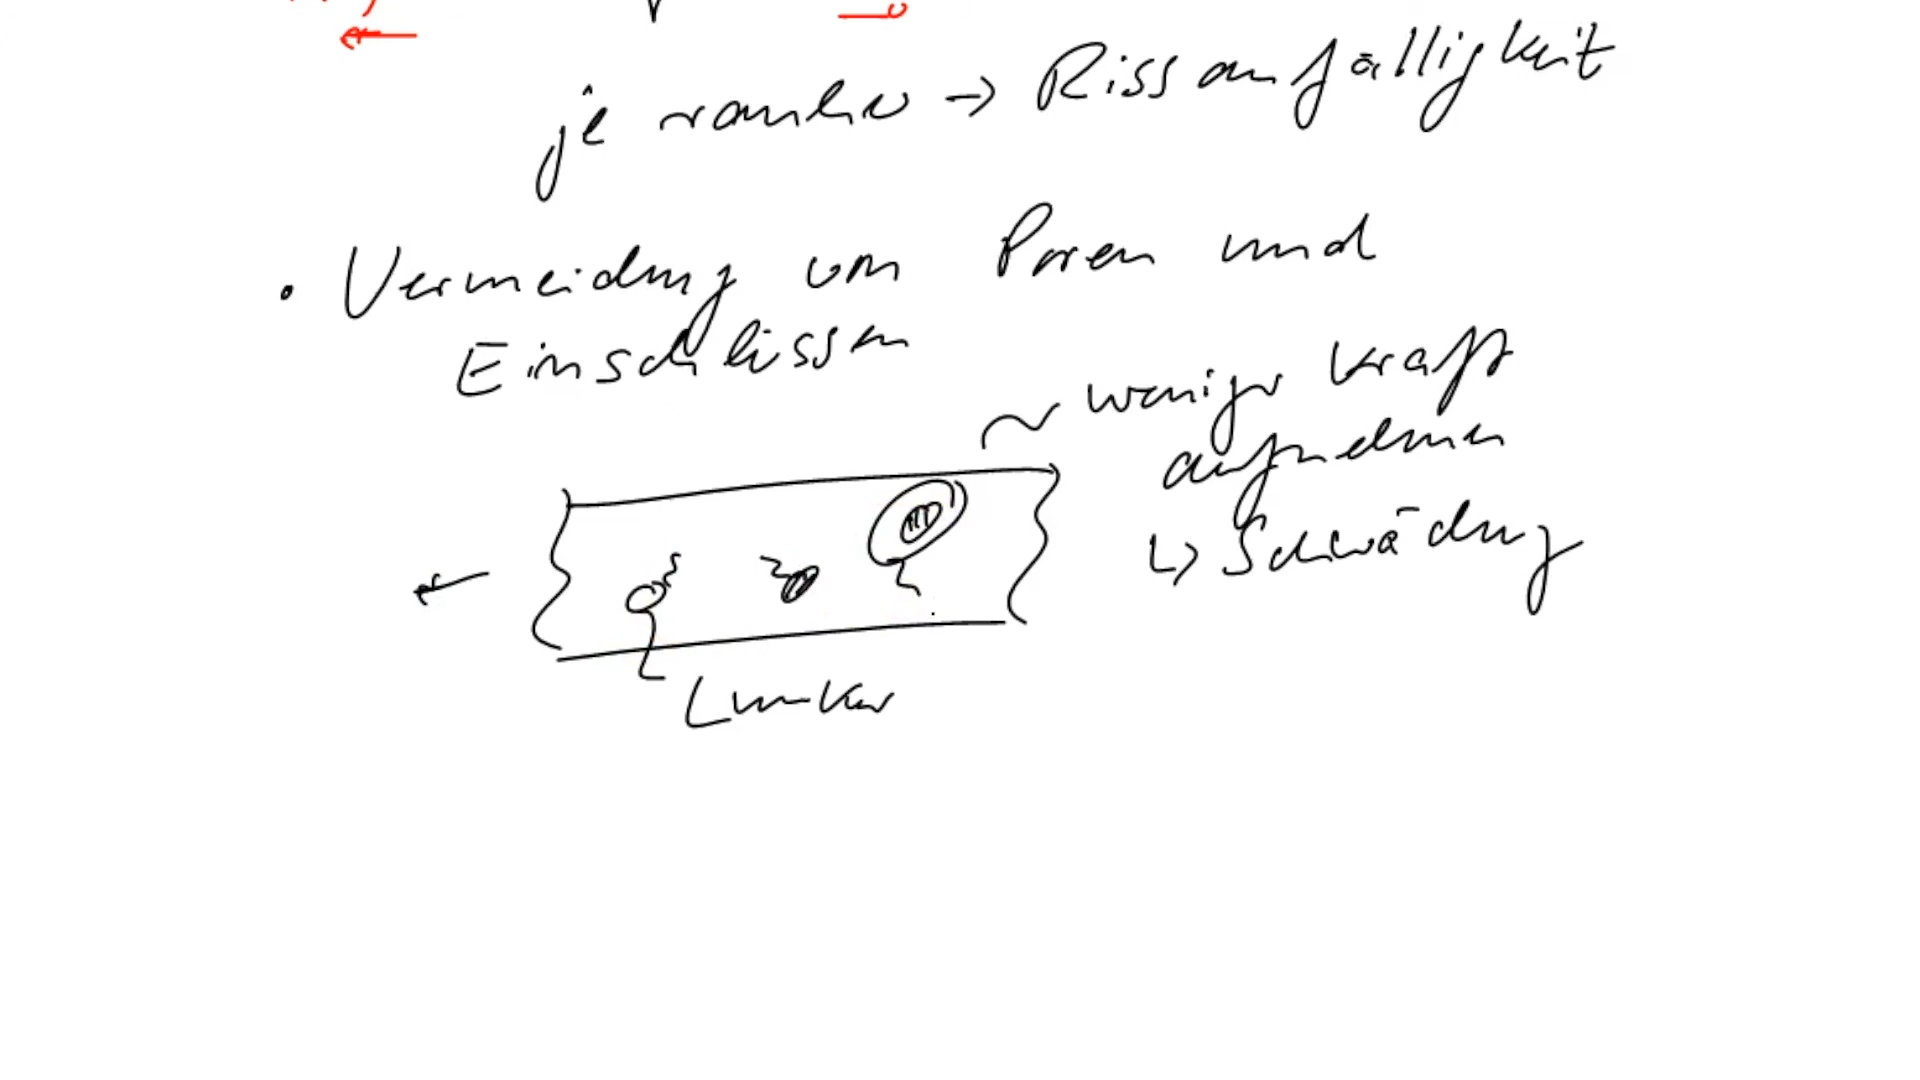 je rauher → Rissanfälligkeit
• Vermeidung von Poren und
Einschlüssen
weniger Kraft
aufnehmen
↳ Schwächung
Lunker